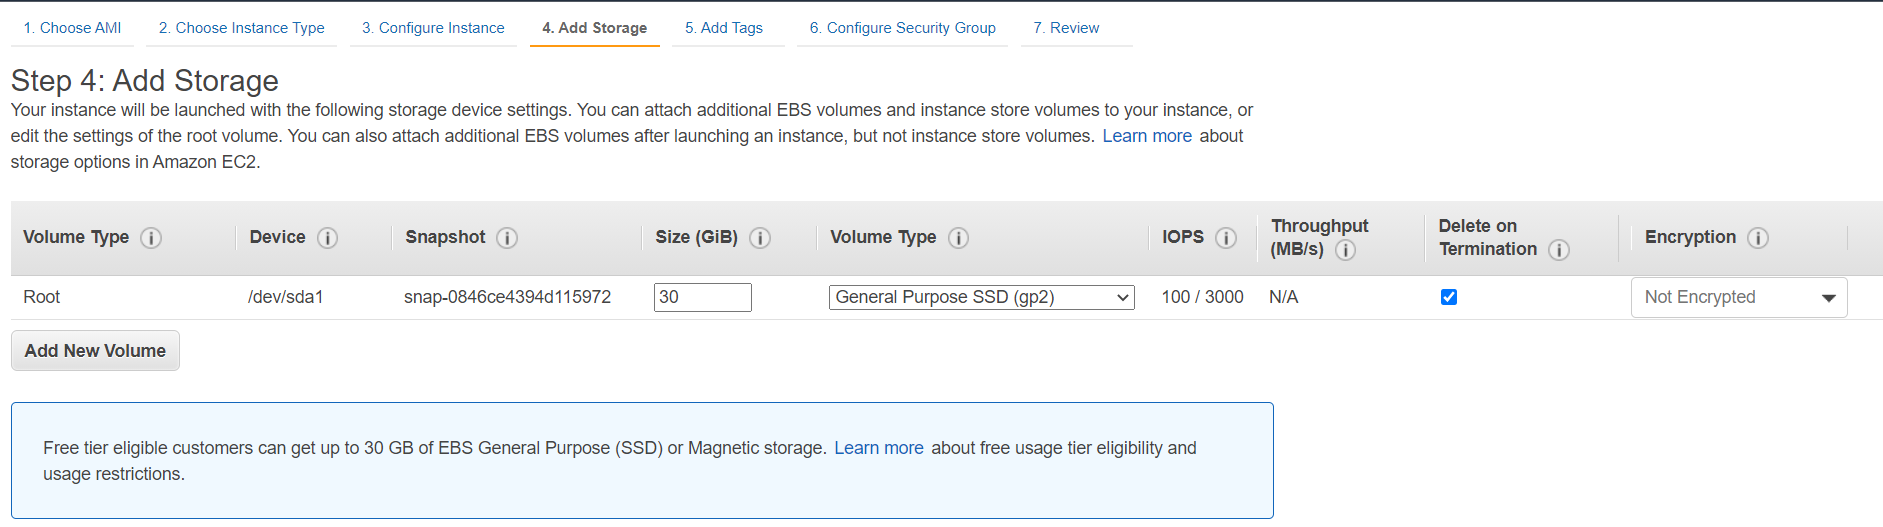 1. Choose AMI 2. Choose Instance Type 3. Configure Instance 4. Add Storage 5. Add Tags 6. Configure Security Group 7. Review
Step 4: Add Storage
Your instance will be launched with the following storage device settings. You can attach additional EBS volumes and instance store volumes to your instance, or
edit the settings of the root volume. You can also attach additional EBS volumes after launching an instance, but not instance store volumes. Learn more about
storage options in Amazon EC2.
Volume Type i Device i Snapshot i Size (GiB) i Volume Type i IOPS i Throughput (MB/s) i Delete on Termination i Encryption i
Root /dev/sda1 snap-0846ce4394d115972 30 General Purpose SSD (gp2) 100 / 3000 N/A Not Encrypted
Add New Volume
Free tier eligible customers can get up to 30 GB of EBS General Purpose (SSD) or Magnetic storage. Learn more about free usage tier eligibility and
usage restrictions.